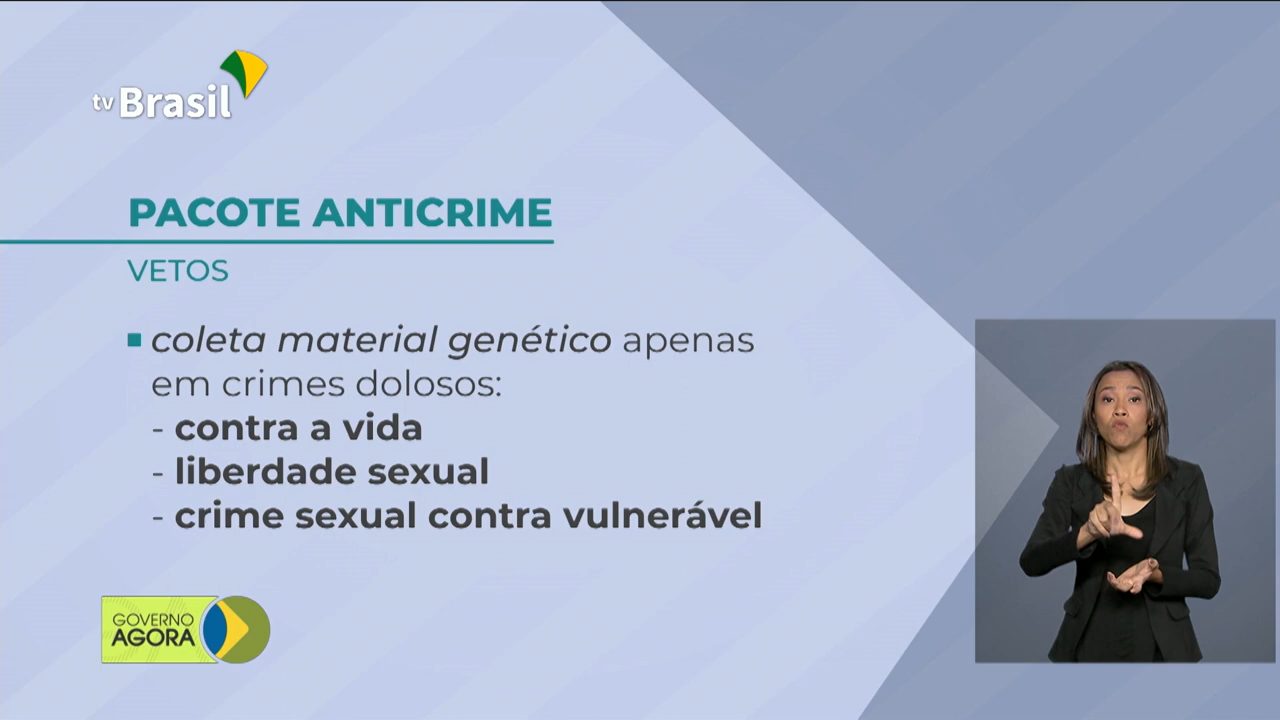 tv Brasil
PACOTE ANTICRIME
VETOS
coleta material genético apenas
em crimes dolosos:
- contra a vida
- liberdade sexual
- crime sexual contra vulnerável
GOVERNO
AGORA